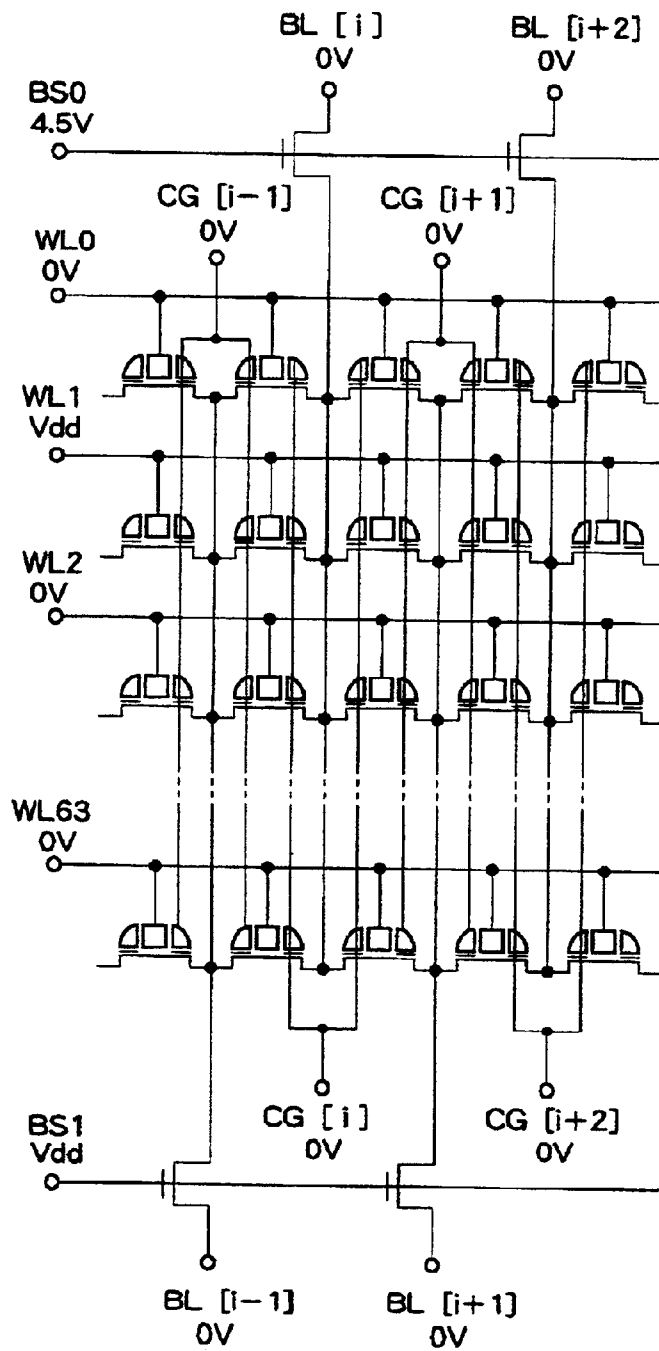 BL [i]
0V
BL [i+2]
0V
BS0
4.5V
CG [i-1]
0V
CG [i+1]
0V
WL0
0V
WL1
Vdd
WL2
0V
WL63
0V
CG [i]
0V
CG [i+2]
0V
BS1
Vdd
BL [i-1]
0V
BL [i+1]
0V